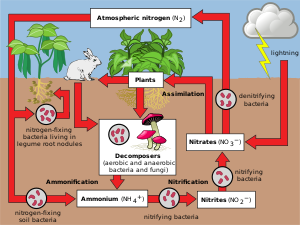 Atmospheric nitrogen (N₂)
lightning
Plants
Assimilation
denitrifying
bacteria
nitrogen-fixing
bacteria living in
legume root nodules
Nitrates (NO₃⁻)
Decomposers
(aerobic and anaerobic
bacteria and fungi)
nitrifying
bacteria
Ammonification
Nitrification
Ammonium (NH₄⁺)
Nitrites (NO₂⁻)
nitrogen-fixing
soil bacteria
nitrifying bacteria